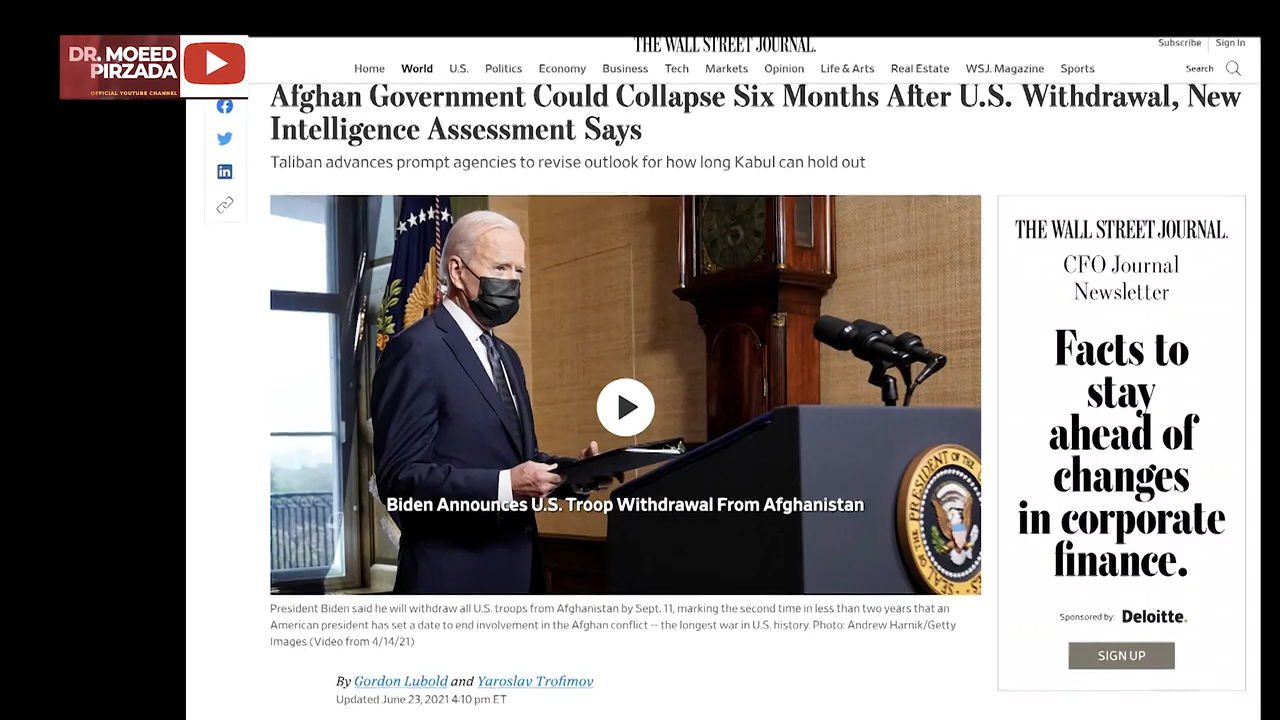 DR. MOEED
PIRZADA
OFFICIAL YOUTUBE CHANNEL
THE WALL STREET JOURNAL.
Subscribe Sign In
Home World U.S. Politics Economy Business Tech Markets Opinion Life & Arts Real Estate WSJ. Magazine Sports Search
Afghan Government Could Collapse Six Months After U.S. Withdrawal, New
Intelligence Assessment Says
Taliban advances prompt agencies to revise outlook for how long Kabul can hold out
Biden Announces U.S. Troop Withdrawal From Afghanistan
SEAL OF THE PRESIDENT OF THE
President Biden said he will withdraw all U.S. troops from Afghanistan by Sept. 11, marking the second time in less than two years that an
American president has set a date to end involvement in the Afghan conflict -- the longest war in U.S. history. Photo: Andrew Harnik/Getty
Images (Video from 4/14/21)
By Gordon Lubold and Yaroslav Trofimov
Updated June 23, 2021 4:10 pm ET
THE WALL STREET JOURNAL.
CFO Journal
Newsletter
Facts to
stay
ahead of
changes
in corporate
finance.
Sponsored by: Deloitte.
SIGN UP